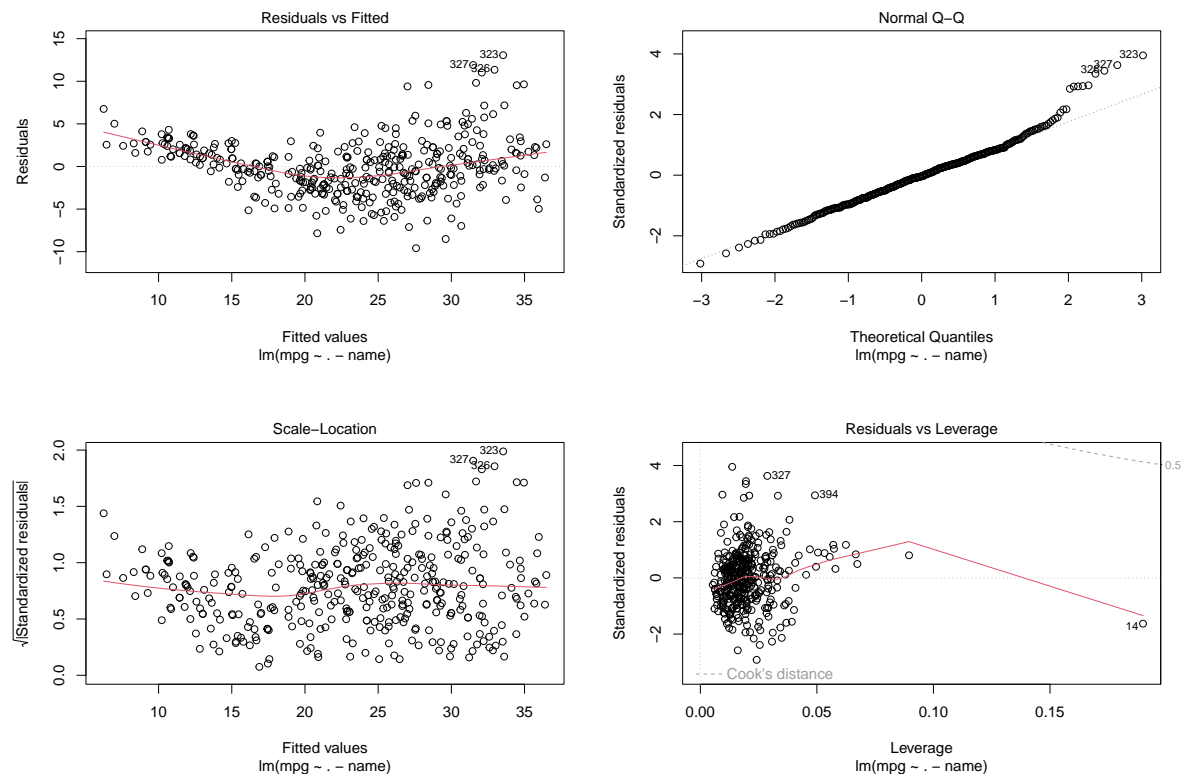 Residuals vs Fitted
Residuals
15
10
5
0
−5
−10
323
327
326
10 15 20 25 30 35
Fitted values
lm(mpg ~ . − name)
Normal Q−Q
Standardized residuals
4
2
0
−2
323
327
326
−3 −2 −1 0 1 2 3
Theoretical Quantiles
lm(mpg ~ . − name)
Scale−Location
√|Standardized residuals|
2.0
1.5
1.0
0.5
0.0
323
327
326
10 15 20 25 30 35
Fitted values
lm(mpg ~ . − name)
Residuals vs Leverage
Standardized residuals
4
2
0
−2
0.5
327
394
14
Cook's distance
0.00 0.05 0.10 0.15
Leverage
lm(mpg ~ . − name)